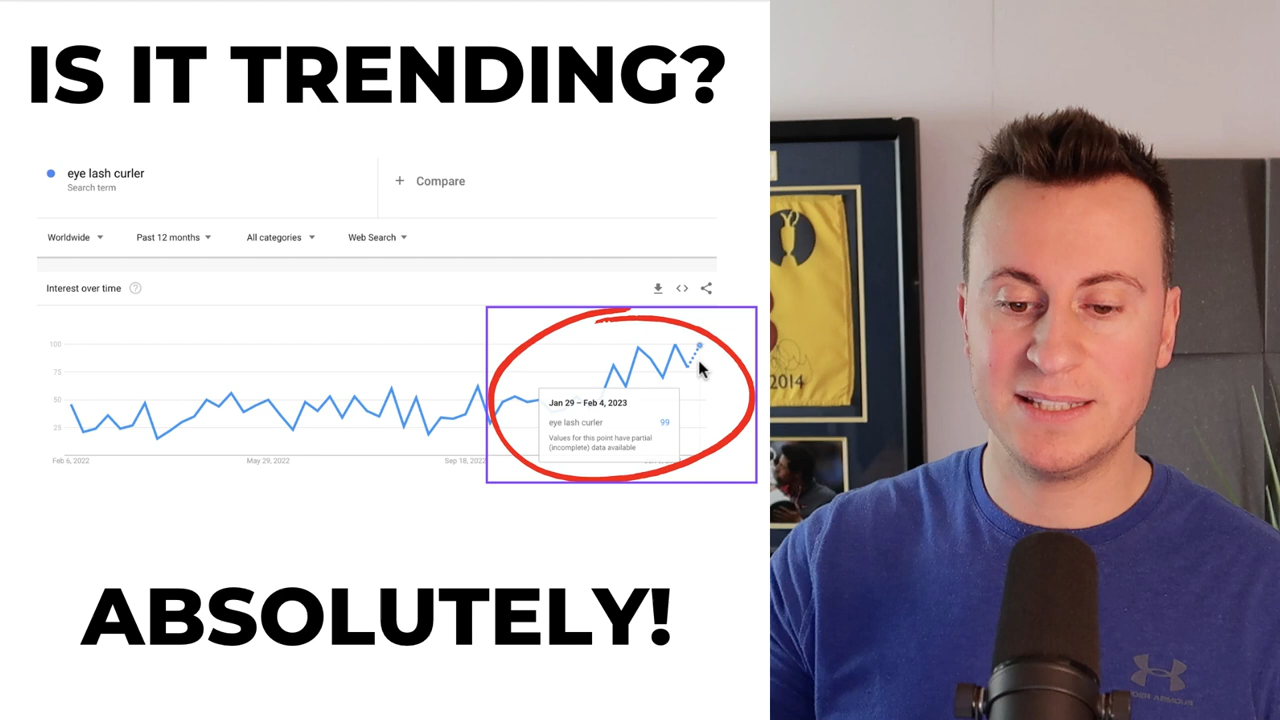 IS IT TRENDING?
eye lash curler
Search term
+ Compare
Worldwide
Past 12 months
All categories
Web Search
Interest over time
100
75
50
25
Jan 29 – Feb 4, 2023
eye lash curler 99
Values for this point have partial
(incomplete) data available
Feb 6, 2022
May 29, 2022
Sep 18, 2022
ABSOLUTELY!
2014